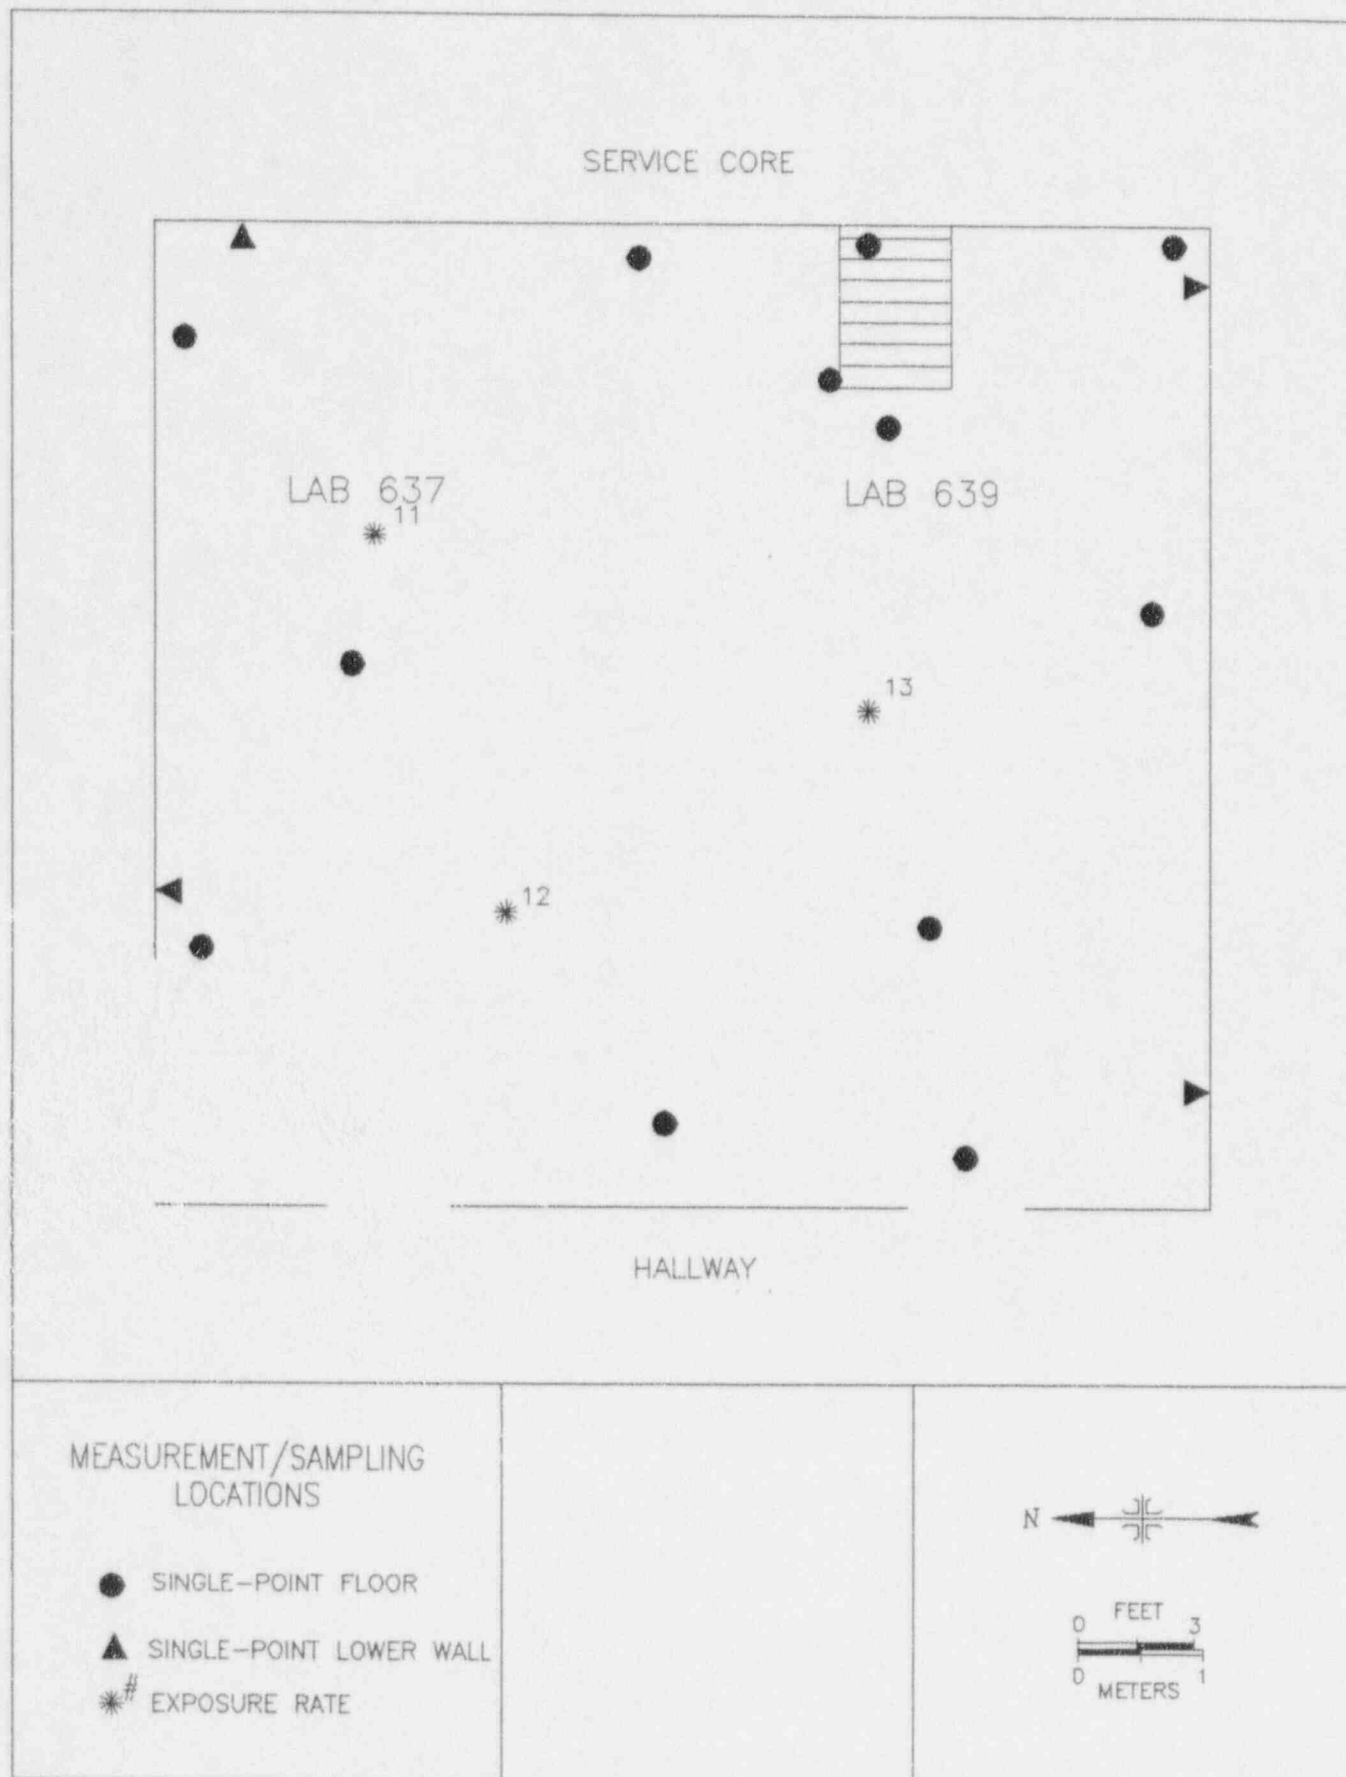 SERVICE CORE
LAB 637
LAB 639
11
13
12
HALLWAY
MEASUREMENT/SAMPLING
LOCATIONS
SINGLE-POINT FLOOR
SINGLE-POINT LOWER WALL
# EXPOSURE RATE
N
FEET
0 3
0 1
METERS